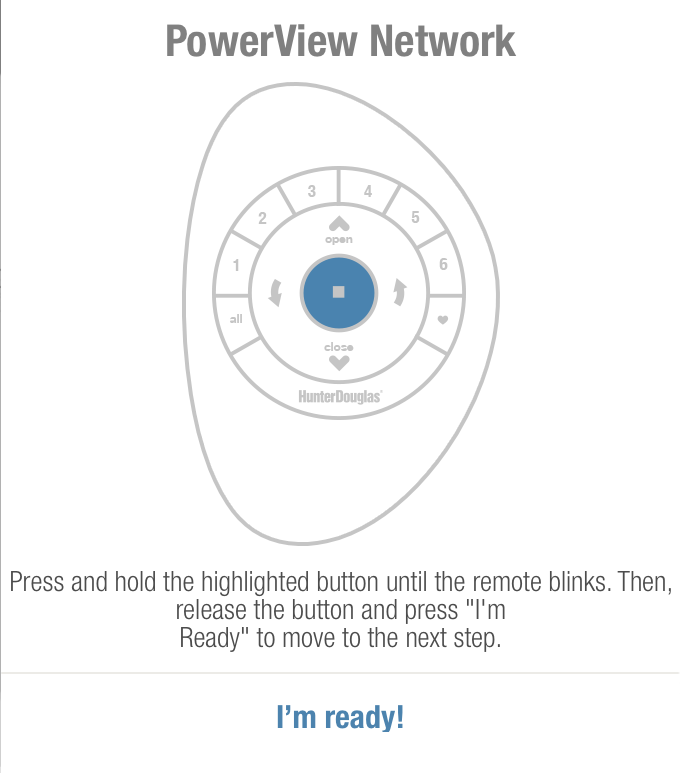 PowerView Network
3 4
2 5
open
1 6
all
close
HunterDouglas®
Press and hold the highlighted button until the remote blinks. Then,
release the button and press "I'm
Ready" to move to the next step.
I'm ready!